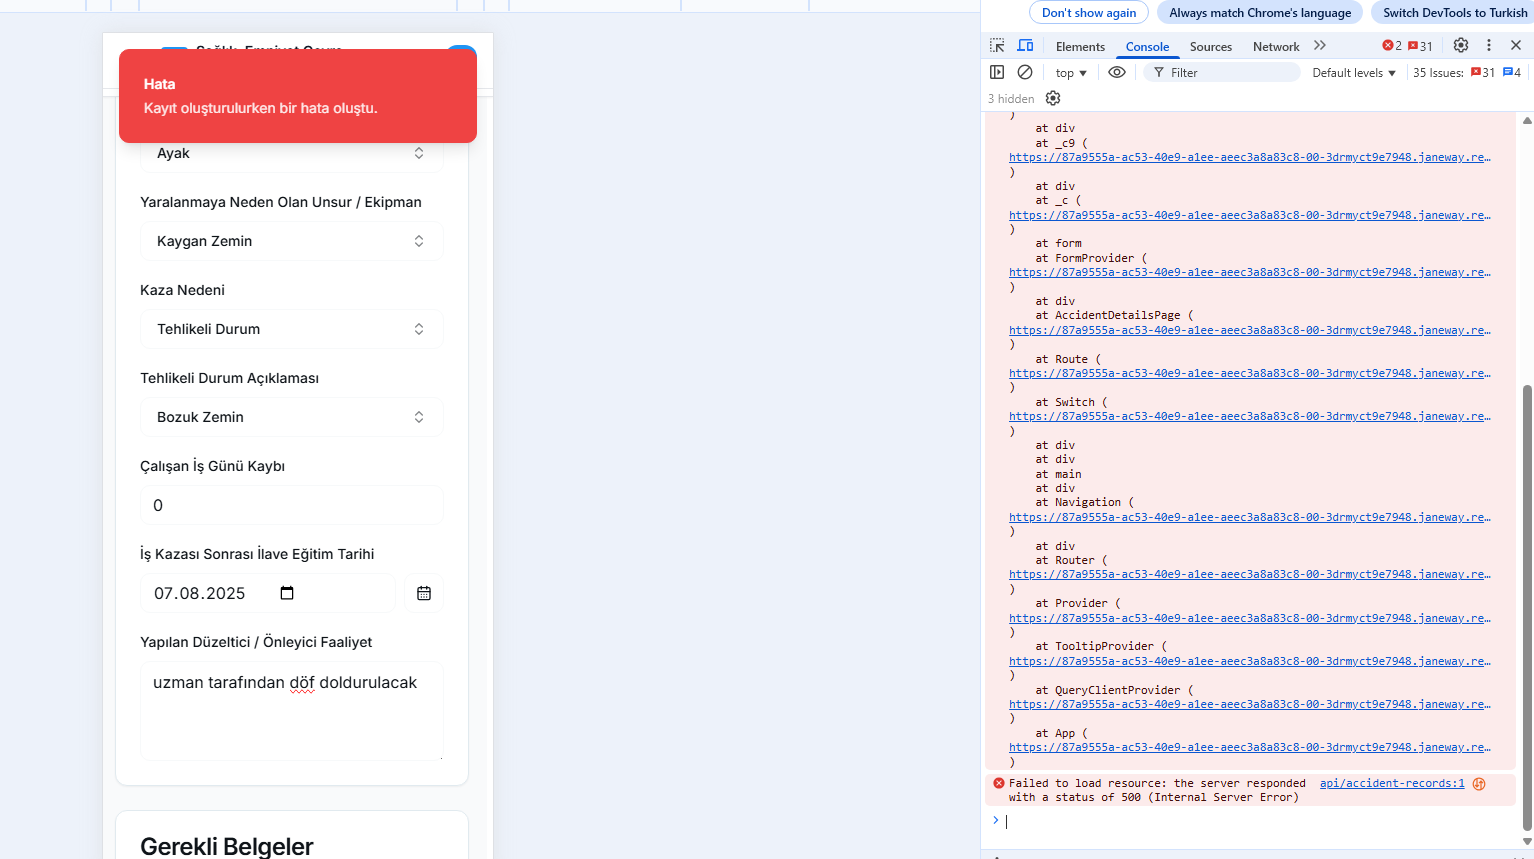 Don't show again
Always match Chrome's language
Switch DevTools to Turkish
Elements
Console
Sources
Network
2
31
top
Filter
Default levels
35 Issues:
31
4
3 hidden
Hata
Kayıt oluşturulurken bir hata oluştu.
Ayak
Yaralanmaya Neden Olan Unsur / Ekipman
Kaygan Zemin
Kaza Nedeni
Tehlikeli Durum
Tehlikeli Durum Açıklaması
Bozuk Zemin
Çalışan İş Günü Kaybı
0
İş Kazası Sonrası İlave Eğitim Tarihi
07.08.2025
Yapılan Düzeltici / Önleyici Faaliyet
uzman tarafından döf doldurulacak
Gerekli Belgeler
)
at div
at _c9 (
https://87a9555a-ac53-40e9-a1ee-aeec3a8a83c8-00-3drmyct9e7948.janeway.re…
)
at div
at _c (
https://87a9555a-ac53-40e9-a1ee-aeec3a8a83c8-00-3drmyct9e7948.janeway.re…
)
at form
at FormProvider (
https://87a9555a-ac53-40e9-a1ee-aeec3a8a83c8-00-3drmyct9e7948.janeway.re…
)
at div
at AccidentDetailsPage (
https://87a9555a-ac53-40e9-a1ee-aeec3a8a83c8-00-3drmyct9e7948.janeway.re…
)
at Route (
https://87a9555a-ac53-40e9-a1ee-aeec3a8a83c8-00-3drmyct9e7948.janeway.re…
)
at Switch (
https://87a9555a-ac53-40e9-a1ee-aeec3a8a83c8-00-3drmyct9e7948.janeway.re…
)
at div
at div
at main
at div
at Navigation (
https://87a9555a-ac53-40e9-a1ee-aeec3a8a83c8-00-3drmyct9e7948.janeway.re…
)
at div
at Router (
https://87a9555a-ac53-40e9-a1ee-aeec3a8a83c8-00-3drmyct9e7948.janeway.re…
)
at Provider (
https://87a9555a-ac53-40e9-a1ee-aeec3a8a83c8-00-3drmyct9e7948.janeway.re…
)
at TooltipProvider (
https://87a9555a-ac53-40e9-a1ee-aeec3a8a83c8-00-3drmyct9e7948.janeway.re…
)
at QueryClientProvider (
https://87a9555a-ac53-40e9-a1ee-aeec3a8a83c8-00-3drmyct9e7948.janeway.re…
)
at App (
https://87a9555a-ac53-40e9-a1ee-aeec3a8a83c8-00-3drmyct9e7948.janeway.re…
)
Failed to load resource: the server responded api/accident-records:1
with a status of 500 (Internal Server Error)